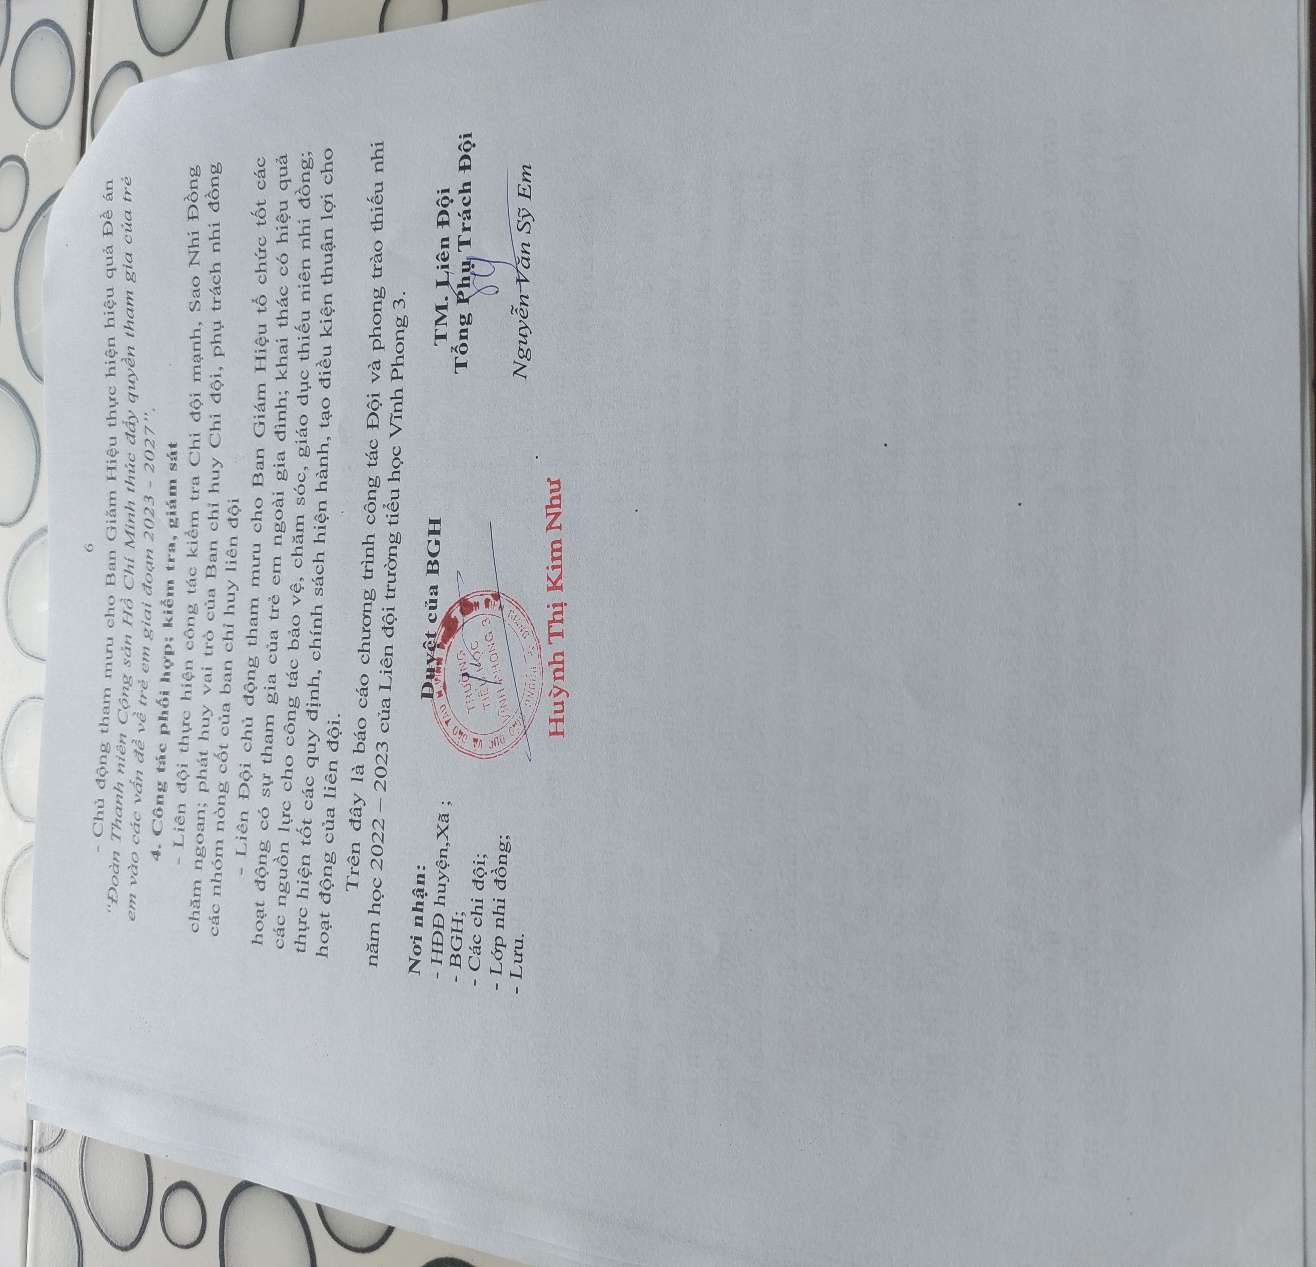 6
- Chủ động tham mưu cho Ban Giám Hiệu thực hiện hiệu quả Đề án
“Đoàn Thanh niên Cộng sản Hồ Chí Minh thúc đẩy quyền tham gia của trẻ
em vào các vấn đề về trẻ em giai đoạn 2023 - 2027”.
4. Công tác phối hợp; kiểm tra, giám sát
- Liên đội thực hiện công tác kiểm tra Chi đội mạnh, Sao Nhi Đồng
chăm ngoan; phát huy vai trò của Ban chỉ huy Chi đội, phụ trách nhi đồng
các nhóm nòng cốt của ban chỉ huy liên đội
- Liên Đội chủ động tham mưu cho Ban Giám Hiệu tổ chức tốt các
hoạt động có sự tham gia của trẻ em ngoài gia đình; khai thác có hiệu quả
các nguồn lực cho công tác bảo vệ, chăm sóc, giáo dục thiếu niên nhi đồng;
thực hiện tốt các quy định, chính sách hiện hành, tạo điều kiện thuận lợi cho
hoạt động của liên đội.
Trên đây là báo cáo chương trình công tác Đội và phong trào thiếu nhi
năm học 2022 – 2023 của Liên đội trường tiểu học Vĩnh Phong 3.
Nơi nhận:
- HĐĐ huyện,Xã ;
- BGH;
- Các chi đội;
- Lớp nhi đồng;
- Lưu.
Duyệt của BGH
TRƯỜNG
TIỂU HỌC
VĨNH PHONG 3
Huỳnh Thị Kim Như
TM. Liên Đội
Tổng Phụ Trách Đội
Nguyễn Văn Sỹ Em